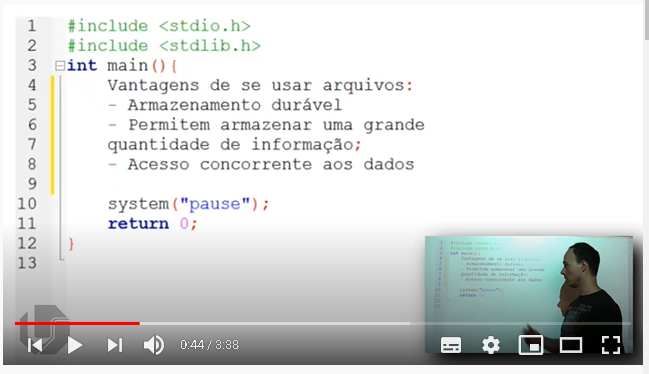 1 #include <stdio.h>
2 #include <stdlib.h>
3 int main(){
4 Vantagens de se usar arquivos:
5 - Armazenamento durável
6 - Permitem armazenar uma grande
7 quantidade de informação;
8 - Acesso concorrente aos dados
9
10 system("pause");
11 return 0;
12 }
13
0:44 / 3:38